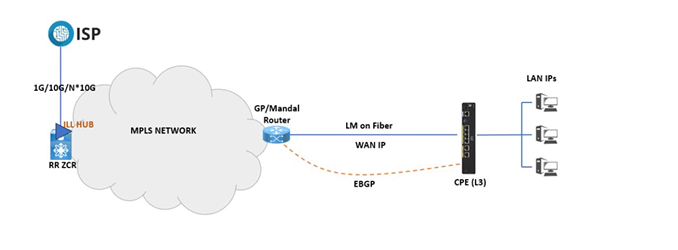 ISP
1G/10G/N*10G
ILL HUB
RR ZCR
MPLS NETWORK
GP/Mandal
Router
LM on Fiber
WAN IP
EBGP
CPE (L3)
LAN IPs